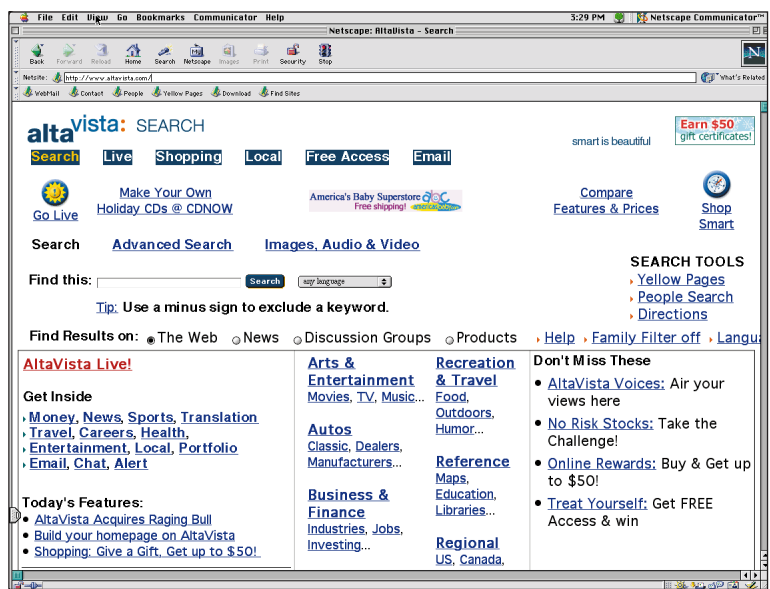 File Edit View Go Bookmarks Communicator Help 3:29 PM Netscape Communicator™
Netscape: AltaVista - Search
Back Forward Reload Home Search Netscape Images Print Security Stop
N
Netsite: http://www.altavista.com/ What's Related
WebMail Contact People Yellow Pages Download Find Sites
altavista: SEARCH
smart is beautiful
Earn $50
gift certificates!
Search Live Shopping Local Free Access Email
Go Live
Make Your Own
Holiday CDs @ CDNOW
America's Baby Superstore
Free shipping!
Compare
Features & Prices
Shop
Smart
Search Advanced Search Images, Audio & Video
SEARCH TOOLS
Yellow Pages
People Search
Directions
Find this: Search any language
Tip: Use a minus sign to exclude a keyword.
Find Results on: The Web News Discussion Groups Products Help Family Filter off Langu
AltaVista Live!
Get Inside
Money, News, Sports, Translation
Travel, Careers, Health,
Entertainment, Local, Portfolio
Email, Chat, Alert
Today's Features:
AltaVista Acquires Raging Bull
Build your homepage on AltaVista
Shopping: Give a Gift, Get up to $50!
Arts &
Entertainment
Movies, TV, Music...
Autos
Classic, Dealers,
Manufacturers...
Business &
Finance
Industries, Jobs,
Investing...
Recreation
& Travel
Food,
Outdoors,
Humor...
Reference
Maps,
Education,
Libraries...
Regional
US, Canada,
Don't Miss These
AltaVista Voices: Air your
views here
No Risk Stocks: Take the
Challenge!
Online Rewards: Buy & Get up
to $50!
Treat Yourself: Get FREE
Access & win